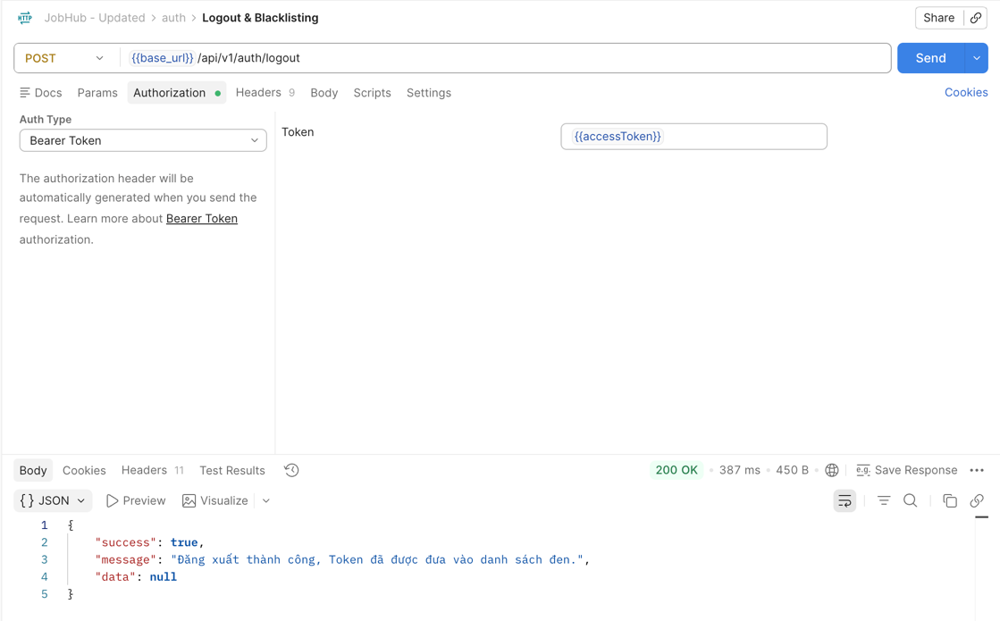 HTTP JobHub - Updated > auth > Logout & Blacklisting Share
POST {{base_url}} /api/v1/auth/logout Send
Docs Params Authorization Headers 9 Body Scripts Settings Cookies
Auth Type
Bearer Token
Token {{accessToken}}
The authorization header will be
automatically generated when you send the
request. Learn more about Bearer Token
authorization.
Body Cookies Headers 11 Test Results 200 OK • 387 ms • 450 B • e.g. Save Response
{} JSON Preview Visualize
1 {
2 "success": true,
3 "message": "Đăng xuất thành công, Token đã được đưa vào danh sách đen.",
4 "data": null
5 }